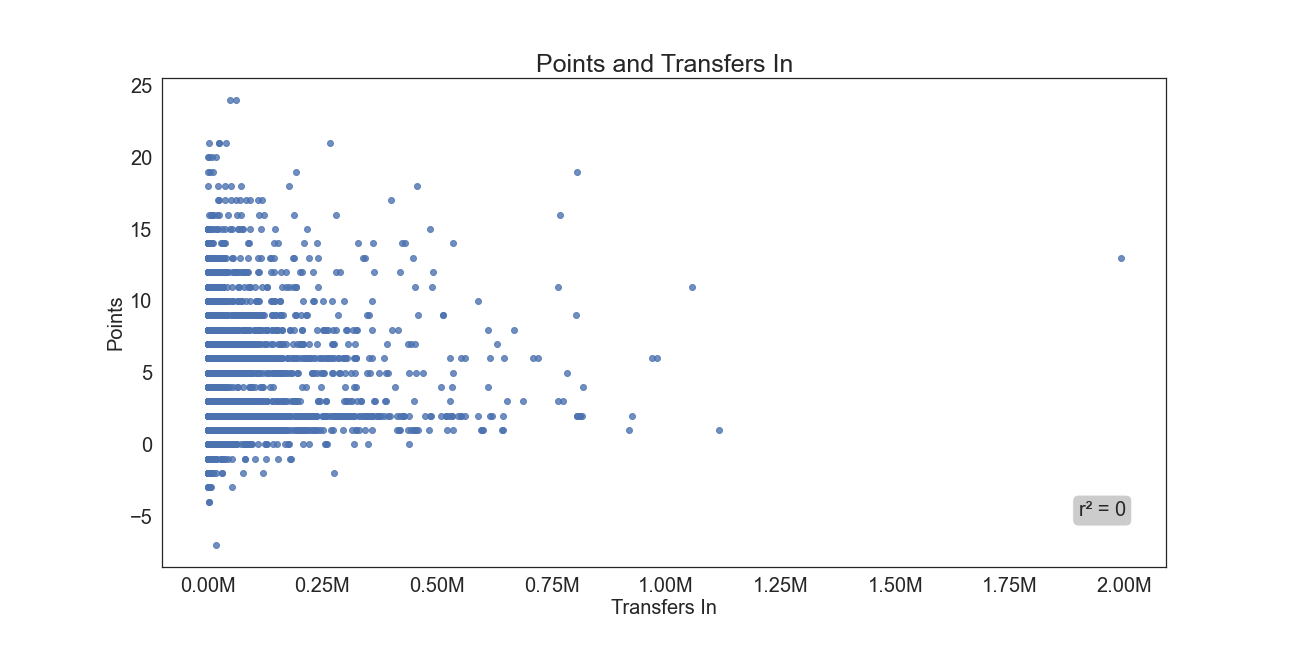 Points and Transfers In
25
20
15
10
5
0
−5
Points
r² = 0
0.00M 0.25M 0.50M 0.75M 1.00M 1.25M 1.50M 1.75M 2.00M
Transfers In